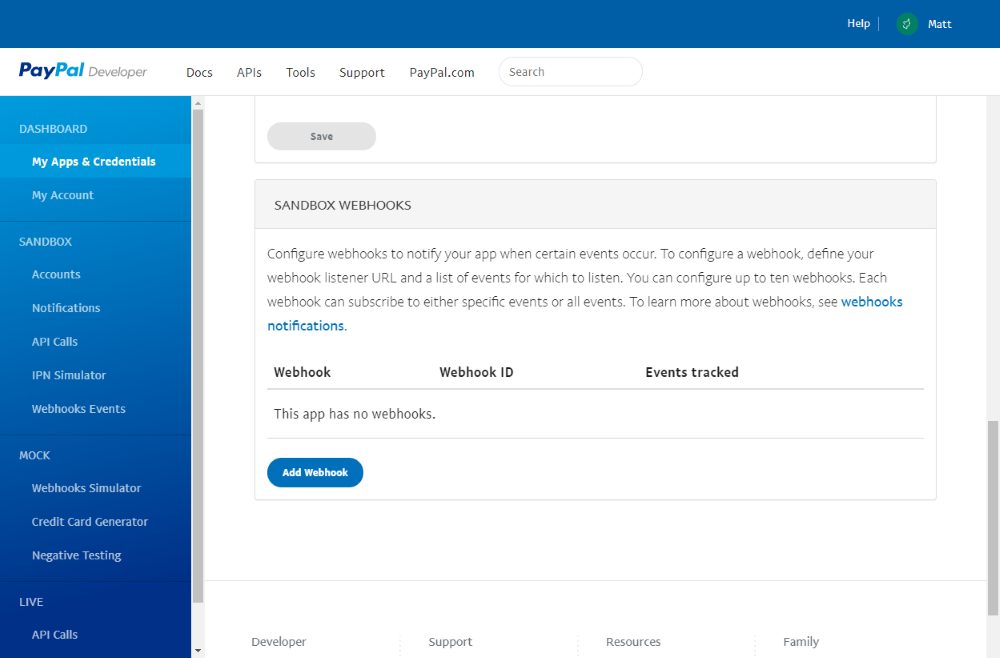 Help
Matt
PayPal Developer
Docs
APIs
Tools
Support
PayPal.com
Search
DASHBOARD
My Apps & Credentials
My Account
SANDBOX
Accounts
Notifications
API Calls
IPN Simulator
Webhooks Events
MOCK
Webhooks Simulator
Credit Card Generator
Negative Testing
LIVE
API Calls
Save
SANDBOX WEBHOOKS
Configure webhooks to notify your app when certain events occur. To configure a webhook, define your
webhook listener URL and a list of events for which to listen. You can configure up to ten webhooks. Each
webhook can subscribe to either specific events or all events. To learn more about webhooks, see webhooks
notifications.
Webhook
Webhook ID
Events tracked
This app has no webhooks.
Add Webhook
Developer
Support
Resources
Family